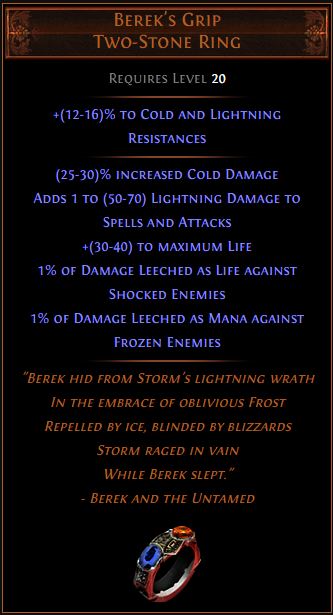 Berek's Grip
Two-Stone Ring
Requires Level 20
+(12-16)% to Cold and Lightning
Resistances
(25-30)% increased Cold Damage
Adds 1 to (50-70) Lightning Damage to
Spells and Attacks
+(30-40) to maximum Life
1% of Damage Leeched as Life against
Shocked Enemies
1% of Damage Leeched as Mana against
Frozen Enemies
"Berek hid from Storm's lightning wrath
In the embrace of oblivious Frost
Repelled by ice, blinded by blizzards
Storm raged in vain
While Berek slept."
- Berek and the Untamed